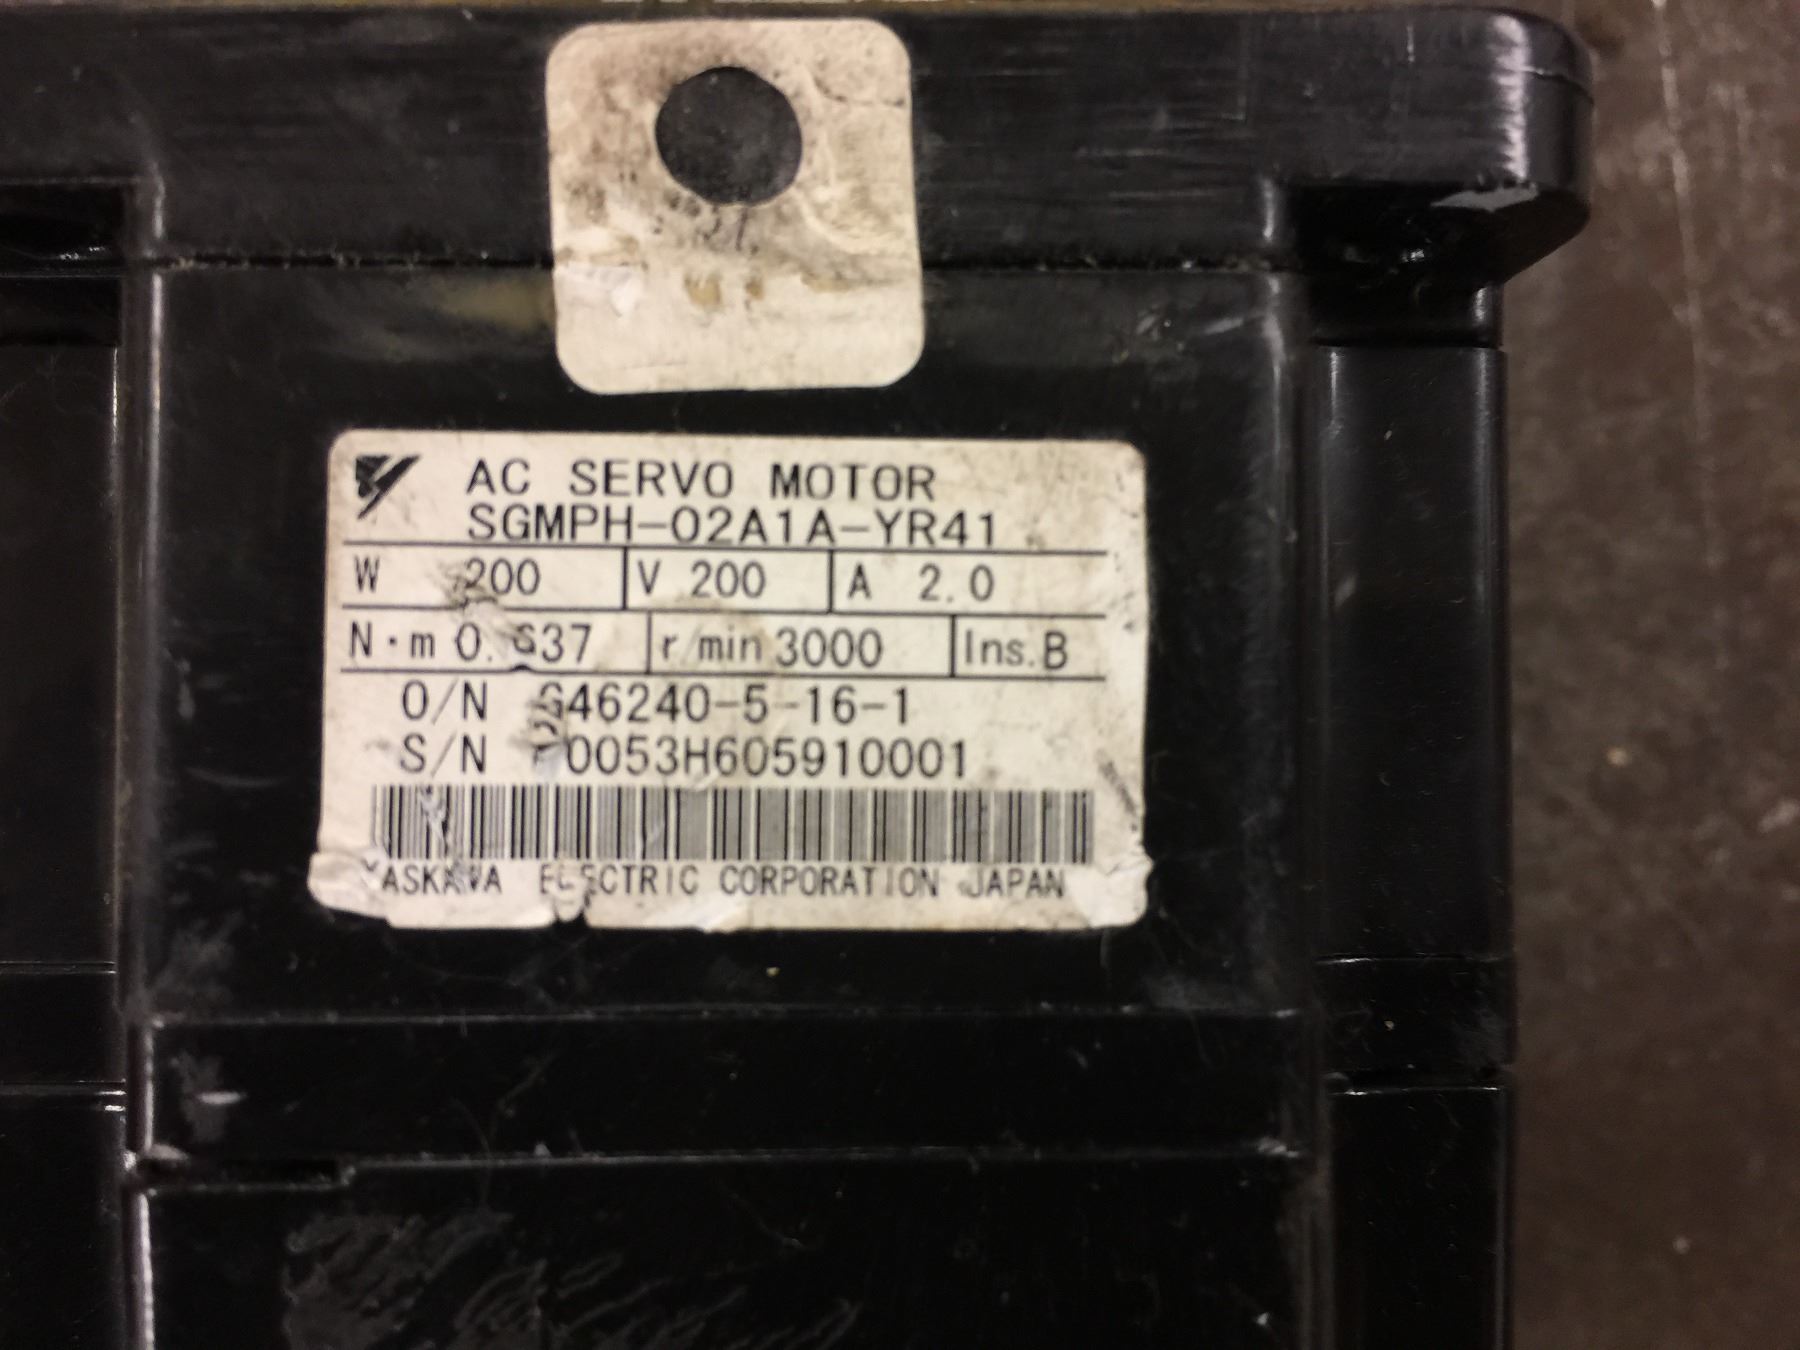 AC SERVO MOTOR
SGMPH-02A1A-YR41
W 200 V 200 A 2.0
N·m 0.637 r/min 3000 Ins.B
O/N
S/N
YASKAWA ELECTRIC CORPORATION JAPAN